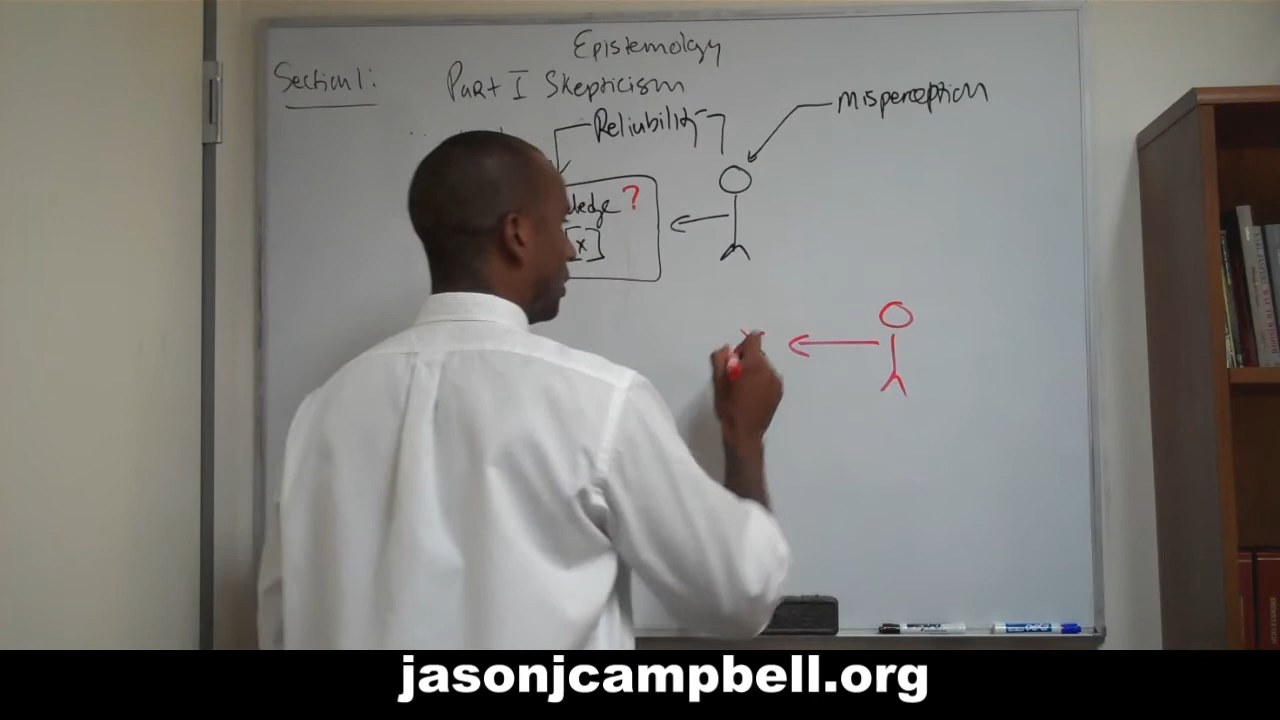 Epistemology
Section 1:
Part I Skepticism
Reliability
misperception
ledge ?
[x]
jasonjcampbell.org